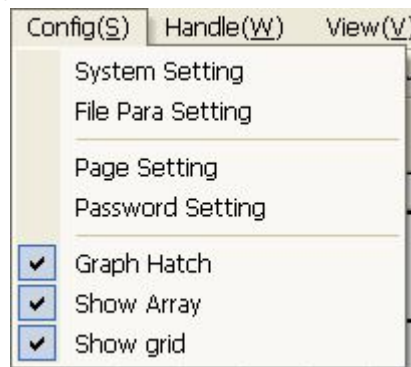 Config(S) Handle(W) View(V)
System Setting
File Para Setting
Page Setting
Password Setting
Graph Hatch
Show Array
Show grid